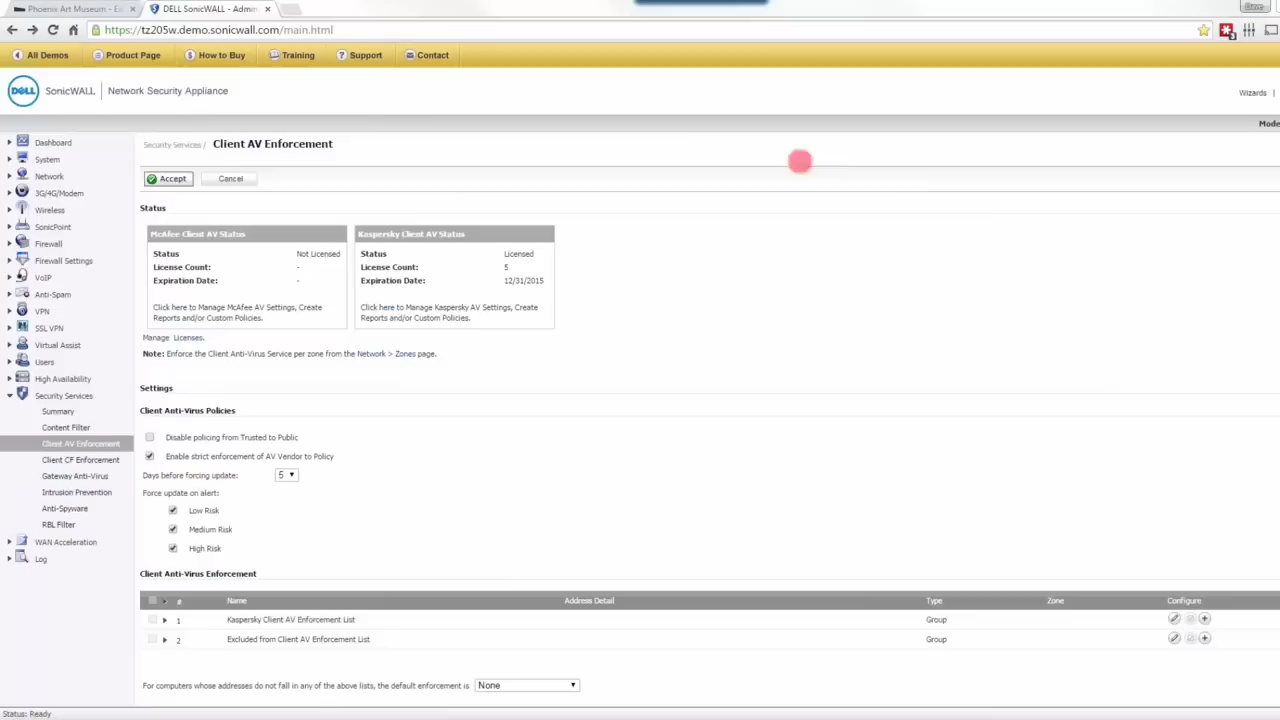 Phoenix Art Museum - Ex
DELL SonicWALL - Admin
https://tz205w.demo.sonicwall.com/main.html
All Demos
Product Page
How to Buy
Training
Support
Contact
DELL
SonicWALL
Network Security Appliance
Wizards |
Mode
Dashboard
System
Network
3G/4G/Modem
Wireless
SonicPoint
Firewall
Firewall Settings
VoIP
Anti-Spam
VPN
SSL VPN
Virtual Assist
Users
High Availability
Security Services
Summary
Content Filter
Client AV Enforcement
Client CF Enforcement
Gateway Anti-Virus
Intrusion Prevention
Anti-Spyware
RBL Filter
WAN Acceleration
Log
Security Services / Client AV Enforcement
Accept
Cancel
Status
McAfee Client AV Status
Status Not Licensed
License Count: -
Expiration Date: -
Click here to Manage McAfee AV Settings, Create
Reports and/or Custom Policies.
Kaspersky Client AV Status
Status Licensed
License Count: 5
Expiration Date: 12/31/2015
Click here to Manage Kaspersky AV Settings, Create
Reports and/or Custom Policies.
Manage Licenses.
Note: Enforce the Client Anti-Virus Service per zone from the Network > Zones page.
Settings
Client Anti-Virus Policies
Disable policing from Trusted to Public
Enable strict enforcement of AV Vendor to Policy
Days before forcing update: 5
Force update on alert:
Low Risk
Medium Risk
High Risk
Client Anti-Virus Enforcement
# Name Address Detail Type Zone Configure
1 Kaspersky Client AV Enforcement List Group
2 Excluded from Client AV Enforcement List Group
For computers whose addresses do not fall in any of the above lists, the default enforcement is None
Status: Ready